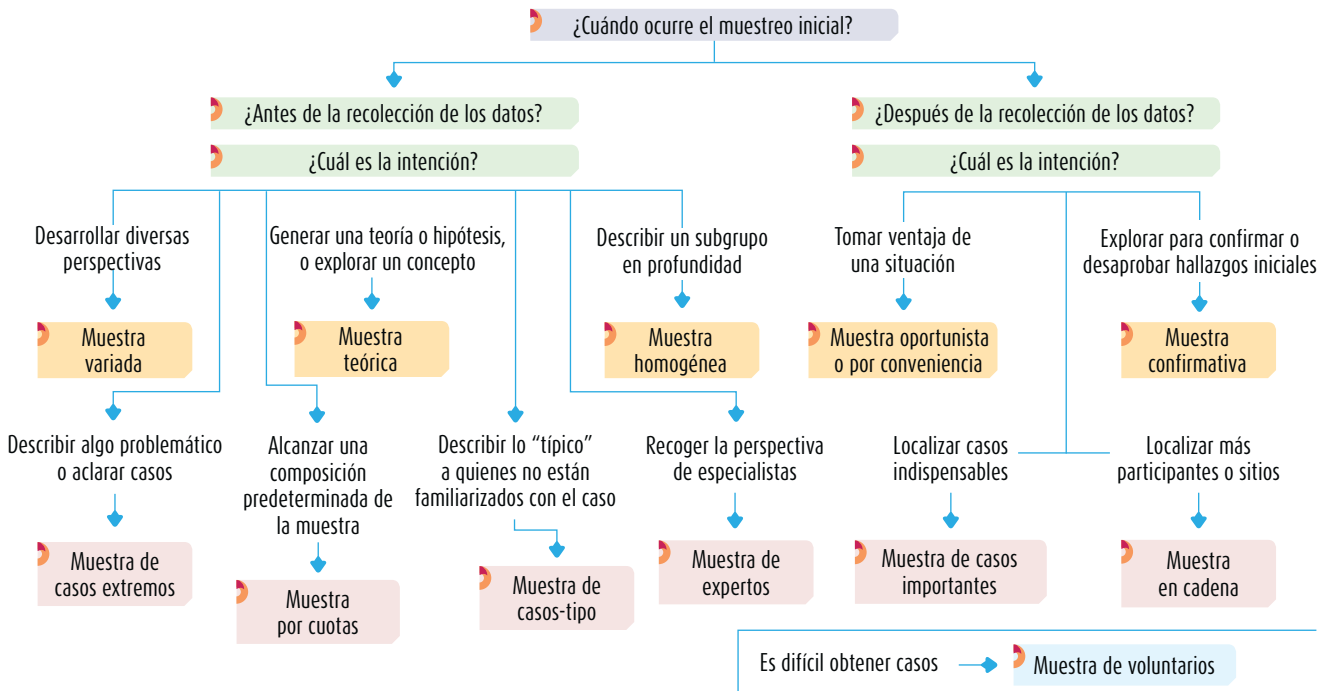 ¿Cuándo ocurre el muestreo inicial?
¿Antes de la recolección de los datos?
¿Después de la recolección de los datos?
¿Cuál es la intención?
¿Cuál es la intención?
Desarrollar diversas
perspectivas
Generar una teoría o hipótesis,
o explorar un concepto
Describir un subgrupo
en profundidad
Tomar ventaja de
una situación
Explorar para confirmar o
desaprobar hallazgos iniciales
Muestra
variada
Muestra
teórica
Muestra
homogénea
Muestra oportunista
o por conveniencia
Muestra
confirmativa
Describir algo problemático
o aclarar casos
Alcanzar una
composición
predeterminada de
la muestra
Describir lo “típico”
a quienes no están
familiarizados con el caso
Recoger la perspectiva
de especialistas
Localizar casos
indispensables
Localizar más
participantes o sitios
Muestra de
casos extremos
Muestra
por cuotas
Muestra de
casos-tipo
Muestra de
expertos
Muestra de casos
importantes
Muestra
en cadena
Es difícil obtener casos
Muestra de voluntarios